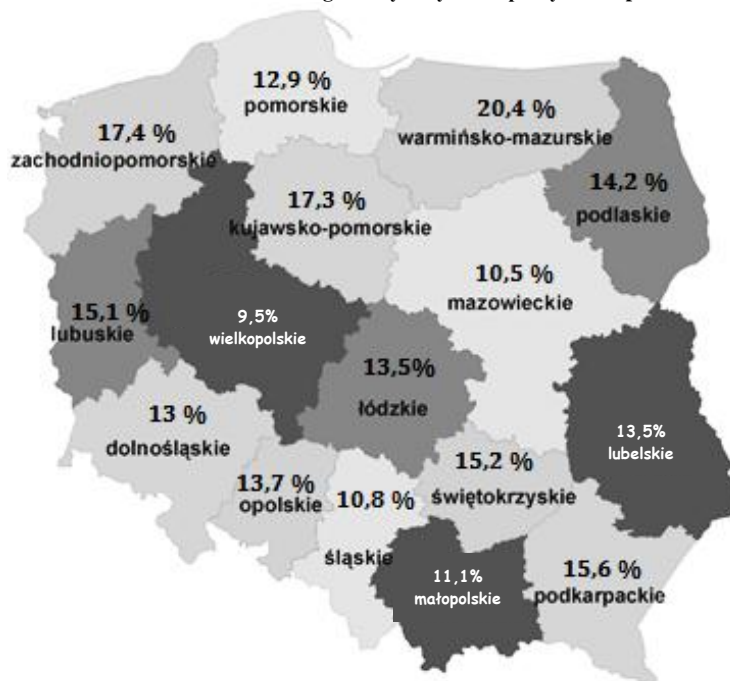 12,9 %
pomorskie
20,4 %
warmińsko-mazurskie
17,4 %
zachodniopomorskie
14,2 %
podlaskie
17,3 %
kujawsko-pomorskie
10,5 %
mazowieckie
15,1 %
lubuskie
9,5%
wielkopolskie
13,5%
łódzkie
13 %
dolnośląskie
13,5%
lubelskie
15,2 %
świętokrzyskie
13,7 %
opolskie
10,8 %
śląskie
11,1%
małopolskie
15,6 %
podkarpackie